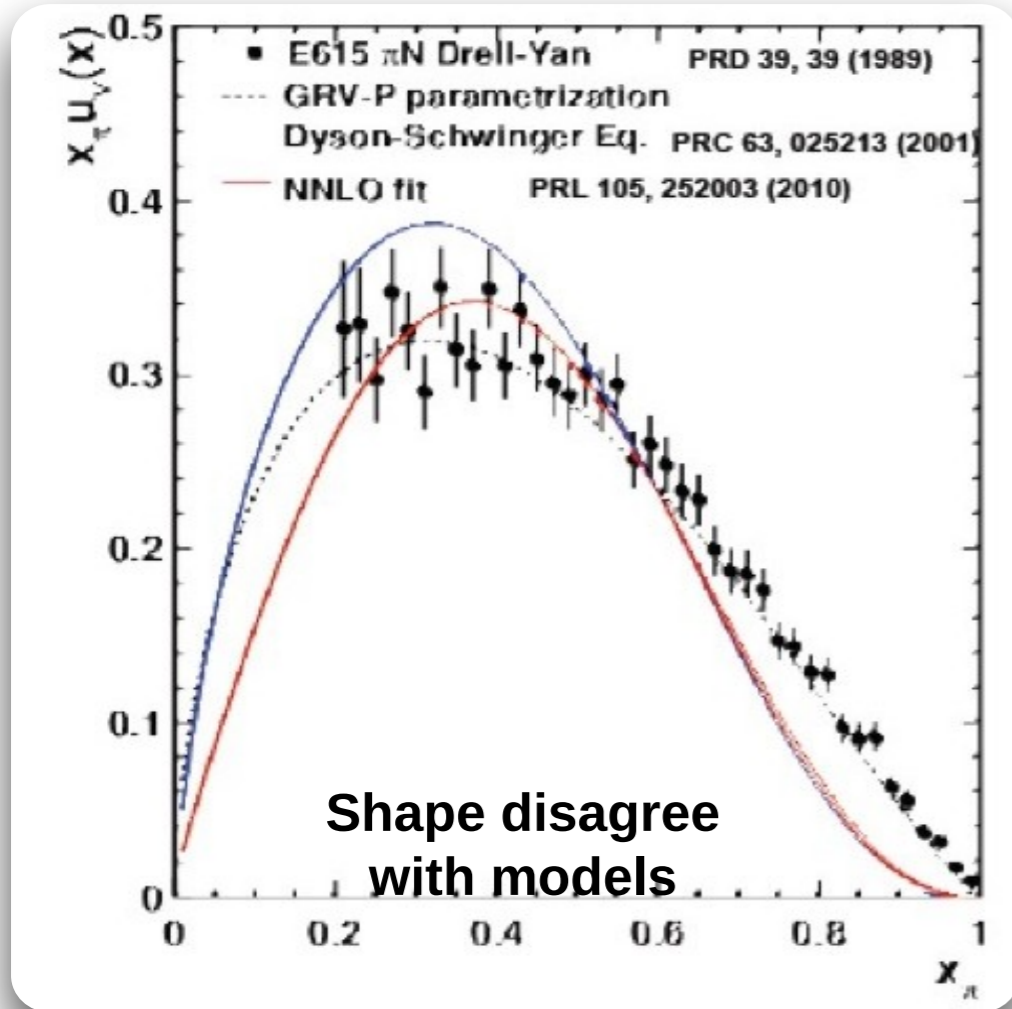 0.5
E615 πN Drell-Yan PRD 39, 39 (1989)
GRV-P parametrization
Dyson-Schwinger Eq. PRC 63, 025213 (2001)
NNLO fit PRL 105, 252003 (2010)
x_π u_v(x)
0.4
0.3
0.2
0.1
0
Shape disagree
with models
0 0.2 0.4 0.6 0.8 1
x_π